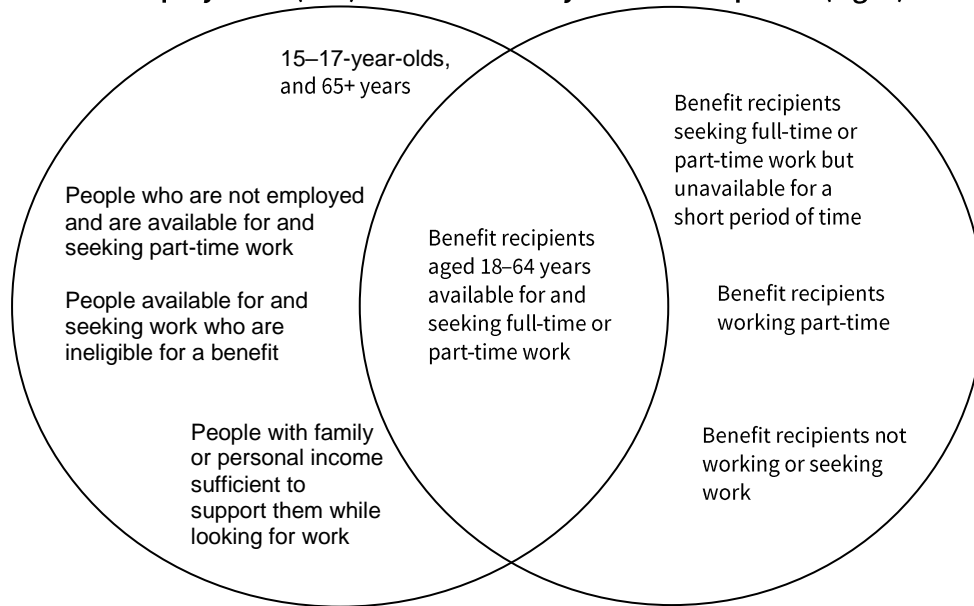 15–17-year-olds,
and 65+ years
People who are not employed
and are available for and
seeking part-time work
People available for and
seeking work who are
ineligible for a benefit
People with family
or personal income
sufficient to
support them while
looking for work
Benefit recipients
aged 18–64 years
available for and
seeking full-time or
part-time work
Benefit recipients
seeking full-time or
part-time work but
unavailable for a
short period of time
Benefit recipients
working part-time
Benefit recipients not
working or seeking
work